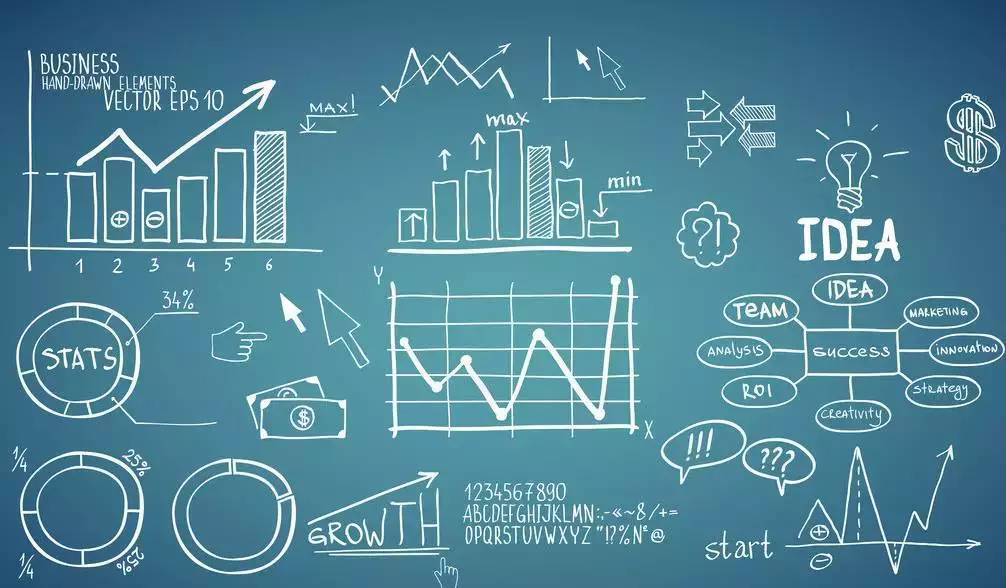 BUSINESS
HAND-DRAWN ELEMENTS
VECTOR EPS 10
MAX!
1 2 3 4 5 6
max
min
?!
$
IDEA
34%
STATS
$
Y
X
IDEA
TEAM
MARKETING
ANALYSIS
SUCCESS
INNOVATION
ROI
STRATEGY
CREATIVITY
!!!
???
1/4
25%
1/4
25%
GROWTH
1234567890
ABCDEFGHIJKLMN:,-«~8/+=
OPQRSTUVWXYZ "!?%№@
start